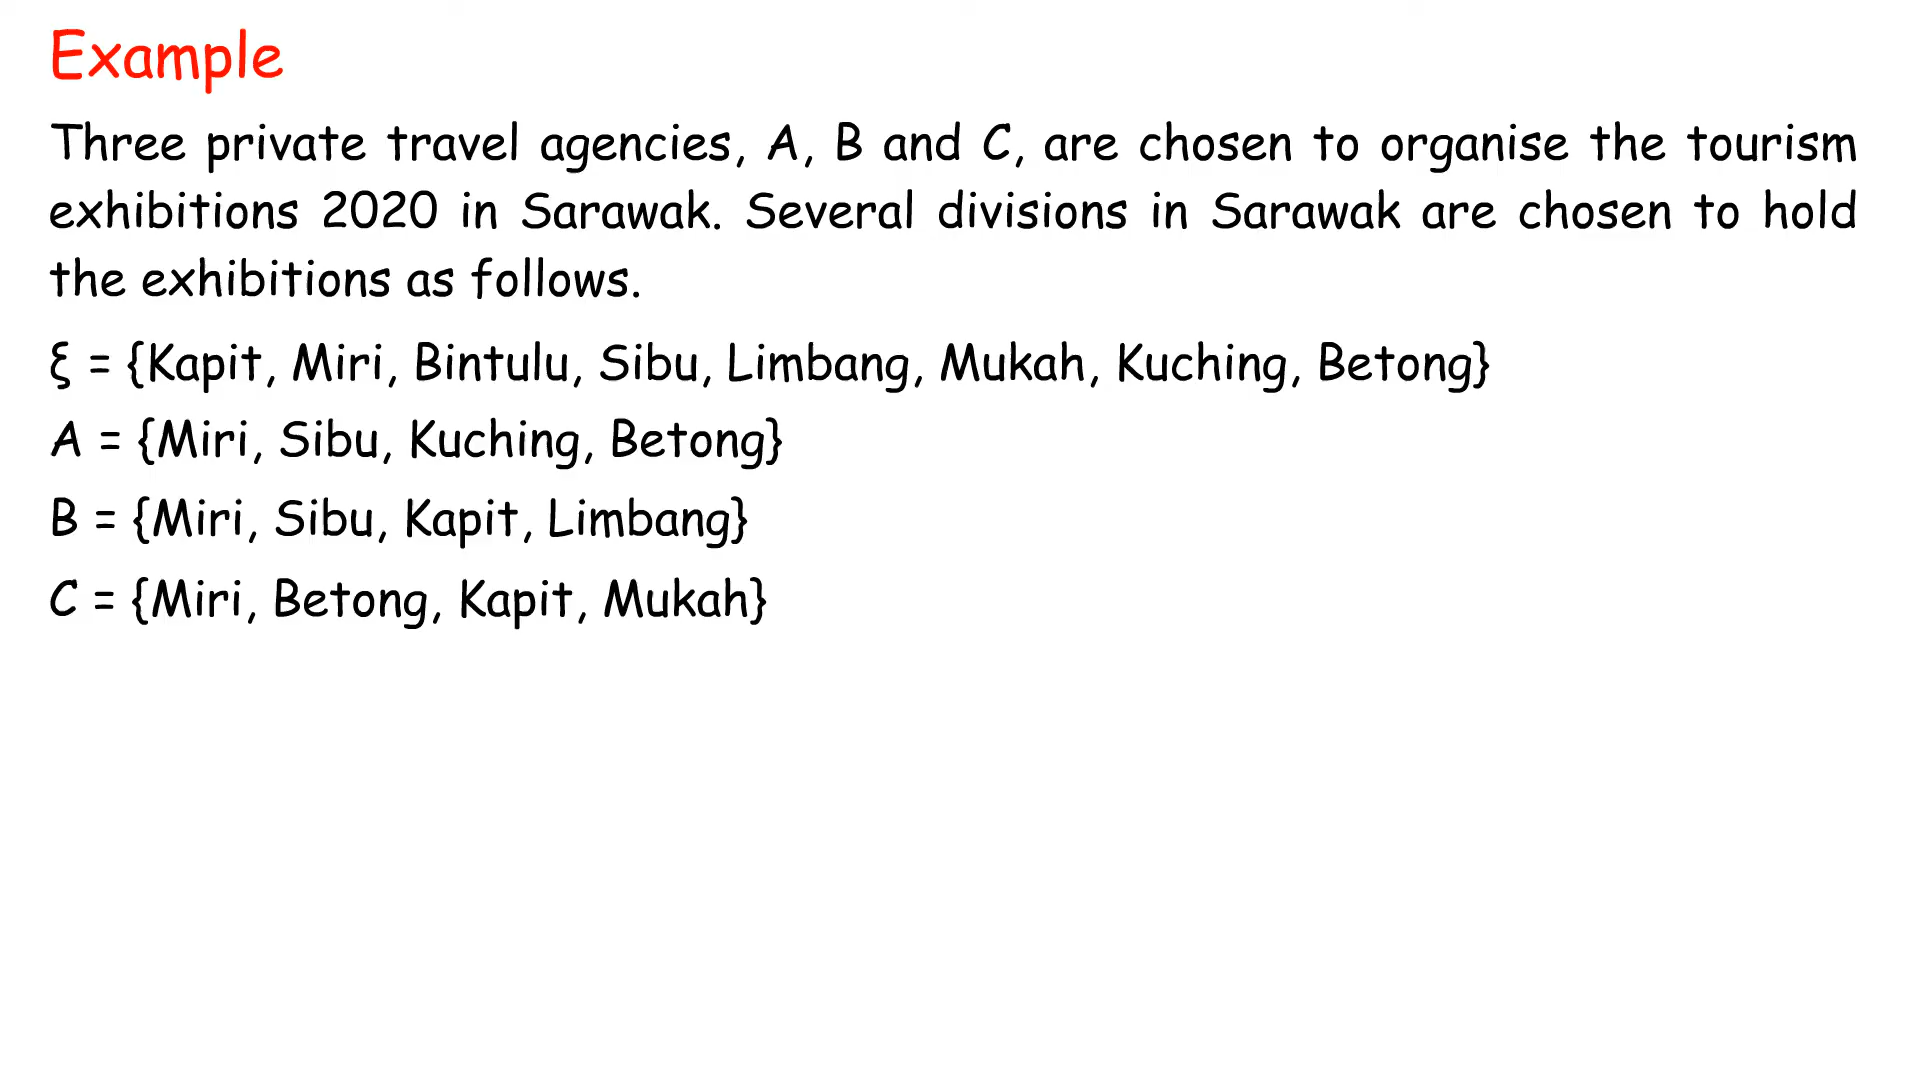 Example
Three private travel agencies, A, B and C, are chosen to organise the tourism
exhibitions 2020 in Sarawak. Several divisions in Sarawak are chosen to hold
the exhibitions as follows.
ξ = {Kapit, Miri, Bintulu, Sibu, Limbang, Mukah, Kuching, Betong}
A = {Miri, Sibu, Kuching, Betong}
B = {Miri, Sibu, Kapit, Limbang}
C = {Miri, Betong, Kapit, Mukah}